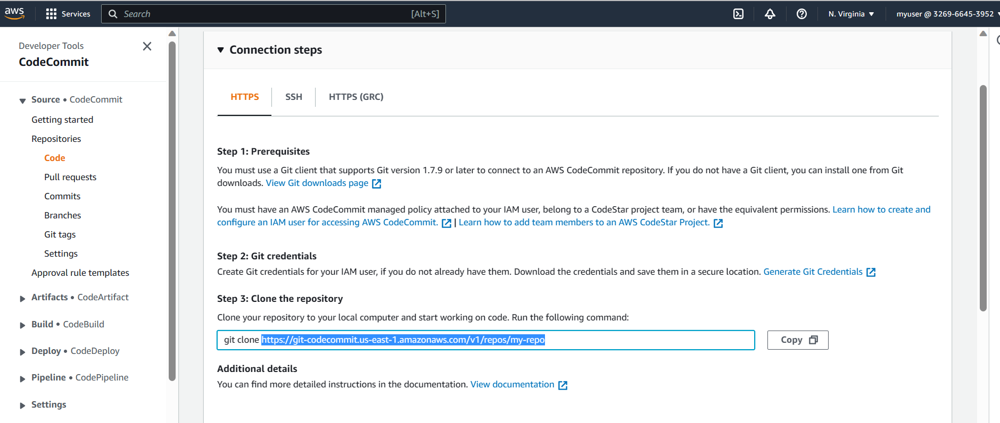 aws
Services
Search
[Alt+S]
N. Virginia
myuser @ 3269-6645-3952
Developer Tools
CodeCommit
Source • CodeCommit
Getting started
Repositories
Code
Pull requests
Commits
Branches
Git tags
Settings
Approval rule templates
Artifacts • CodeArtifact
Build • CodeBuild
Deploy • CodeDeploy
Pipeline • CodePipeline
Settings
Connection steps
HTTPS
SSH
HTTPS (GRC)
Step 1: Prerequisites
You must use a Git client that supports Git version 1.7.9 or later to connect to an AWS CodeCommit repository. If you do not have a Git client, you can install one from Git
downloads. View Git downloads page
You must have an AWS CodeCommit managed policy attached to your IAM user, belong to a CodeStar project team, or have the equivalent permissions. Learn how to create and
configure an IAM user for accessing AWS CodeCommit. | Learn how to add team members to an AWS CodeStar Project.
Step 2: Git credentials
Create Git credentials for your IAM user, if you do not already have them. Download the credentials and save them in a secure location. Generate Git Credentials
Step 3: Clone the repository
Clone your repository to your local computer and start working on code. Run the following command:
git clone https://git-codecommit.us-east-1.amazonaws.com/v1/repos/my-repo
Copy
Additional details
You can find more detailed instructions in the documentation. View documentation